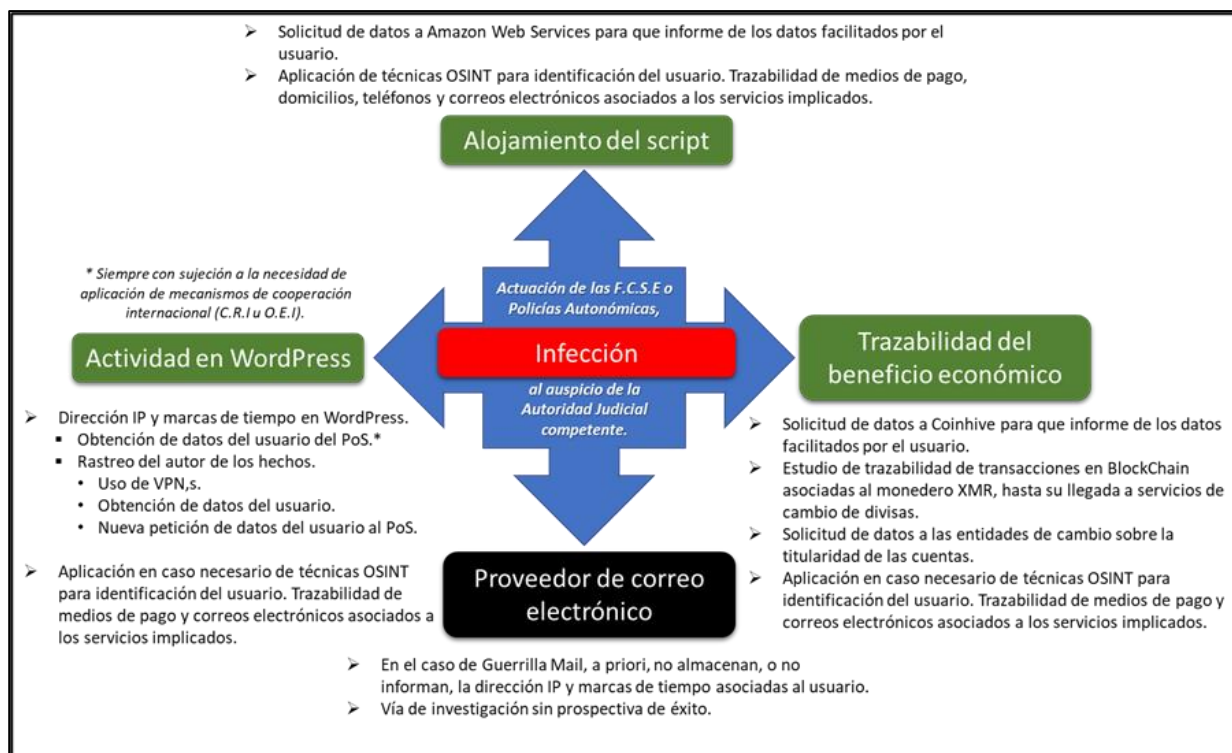 ➢ Solicitud de datos a Amazon Web Services para que informe de los datos facilitados por el
usuario.
➢ Aplicación de técnicas OSINT para identificación del usuario. Trazabilidad de medios de pago,
domicilios, teléfonos y correos electrónicos asociados a los servicios implicados.
Alojamiento del script
* Siempre con sujeción a la necesidad de
aplicación de mecanismos de cooperación
internacional (C.R.I u O.E.I).
Actuación de las F.C.S.E o
Policías Autonómicas,
Infección
al auspicio de la
Autoridad Judicial
competente.
Actividad en WordPress
➢ Dirección IP y marcas de tiempo en WordPress.
▪ Obtención de datos del usuario del PoS.*
▪ Rastreo del autor de los hechos.
• Uso de VPN,s.
• Obtención de datos del usuario.
• Nueva petición de datos del usuario al PoS.
➢ Aplicación en caso necesario de técnicas OSINT
para identificación del usuario. Trazabilidad de
medios de pago y correos electrónicos asociados a
los servicios implicados.
Trazabilidad del
beneficio económico
➢ Solicitud de datos a Coinhive para que informe de los datos
facilitados por el usuario.
➢ Estudio de trazabilidad de transacciones en BlockChain
asociadas al monedero XMR, hasta su llegada a servicios de
cambio de divisas.
➢ Solicitud de datos a las entidades de cambio sobre la
titularidad de las cuentas.
➢ Aplicación en caso necesario de técnicas OSINT para
identificación del usuario. Trazabilidad de medios de pago y
correos electrónicos asociados a los servicios implicados.
Proveedor de correo
electrónico
➢ En el caso de Guerrilla Mail, a priori, no almacenan, o no
informan, la dirección IP y marcas de tiempo asociadas al usuario.
➢ Vía de investigación sin prospectiva de éxito.